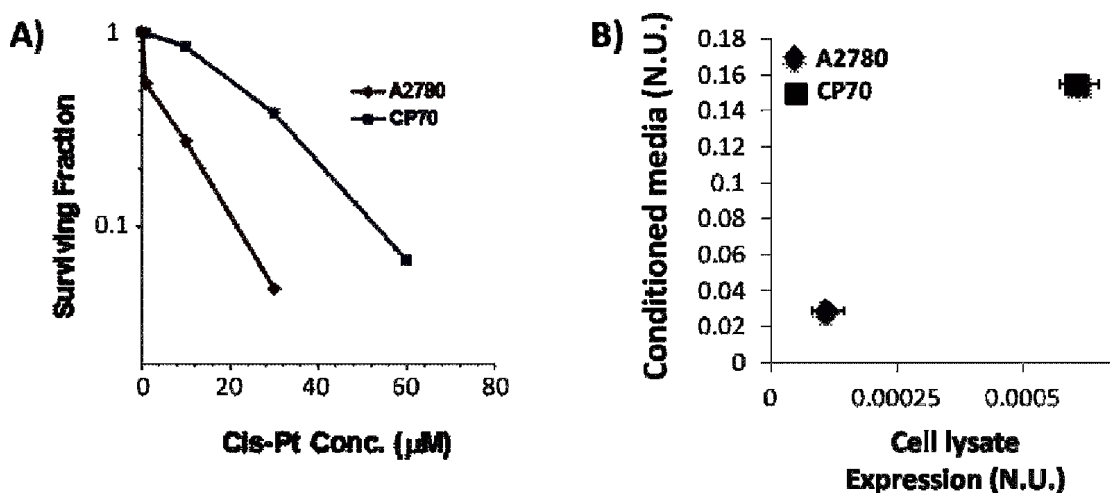 A)
1
0.1
Surviving Fraction
A2780
CP70
0 20 40 60 80
Cis-Pt Conc. (μM)
B)
Conditioned media (N.U.)
0.18
0.16
0.14
0.12
0.1
0.08
0.06
0.04
0.02
0
A2780
CP70
0 0.00025 0.0005
Cell lysate
Expression (N.U.)